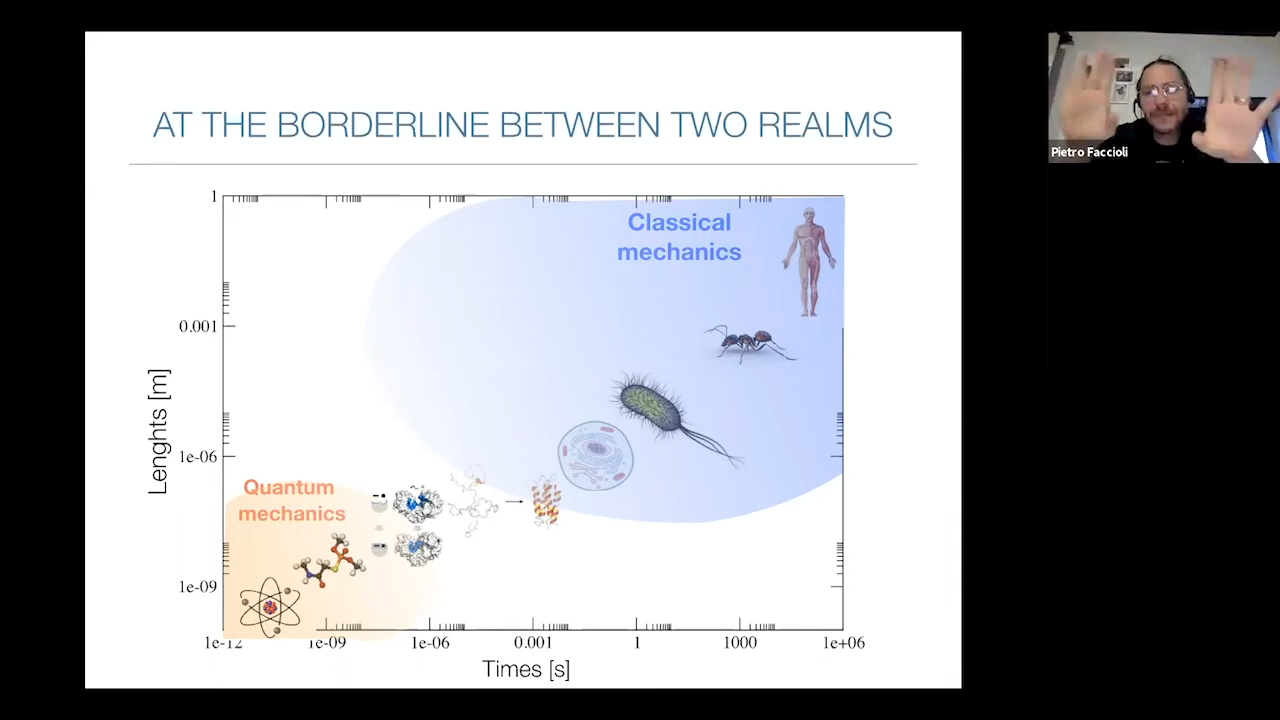 AT THE BORDERLINE BETWEEN TWO REALMS
Pietro Faccioli
1
0.001
1e-06
1e-09
Lenghts [m]
Classical
mechanics
Quantum
mechanics
1e-12
1e-09
1e-06
0.001
1
1000
1e+06
Times [s]